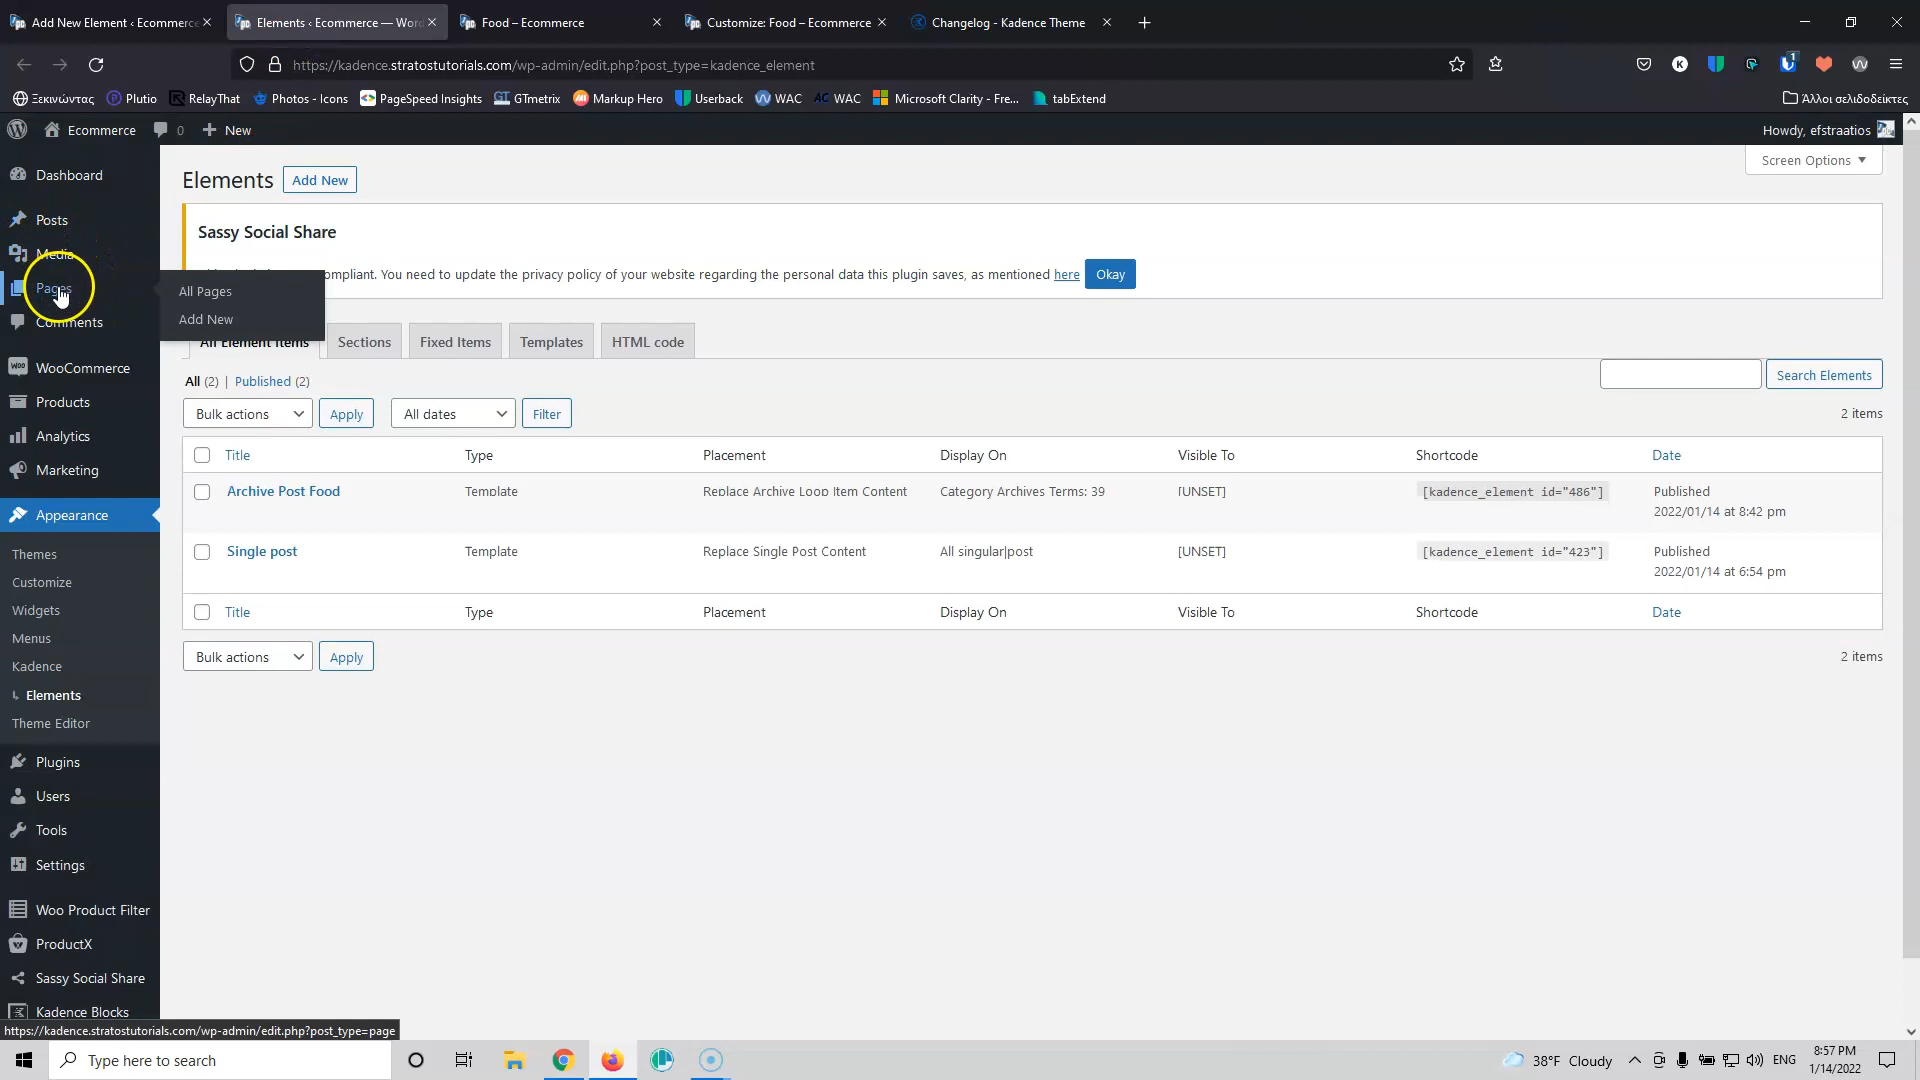 Add New Element ‹ Ecommerce
Elements ‹ Ecommerce — Word
Food – Ecommerce
Customize: Food – Ecommerce
Changelog - Kadence Theme
https://kadence.stratostutorials.com/wp-admin/edit.php?post_type=kadence_element
Ξεκινώντας
Plutio
RelayThat
Photos - Icons
PageSpeed Insights
GTmetrix
Markup Hero
Userback
WAC
AC WAC
Microsoft Clarity - Fre...
tabExtend
Άλλοι σελιδοδείκτες
Ecommerce
0
New
Howdy, efstraatios
Screen Options
Dashboard
Posts
Media
Pages
All Pages
Add New
Comments
WooCommerce
Products
Analytics
Marketing
Appearance
Themes
Customize
Widgets
Menus
Kadence
Elements
Theme Editor
Plugins
Users
Tools
Settings
Woo Product Filter
ProductX
Sassy Social Share
Kadence Blocks
Elements
Add New
Sassy Social Share
ompliant. You need to update the privacy policy of your website regarding the personal data this plugin saves, as mentioned here
Okay
All Element Items
Sections
Fixed Items
Templates
HTML code
All (2) | Published (2)
Search Elements
Bulk actions
Apply
All dates
Filter
2 items
Title Type Placement Display On Visible To Shortcode Date
Archive Post Food Template Replace Archive Loop Item Content Category Archives Terms: 39 [UNSET] [kadence_element id="486"] Published
2022/01/14 at 8:42 pm
Single post Template Replace Single Post Content All singular|post [UNSET] [kadence_element id="423"] Published
2022/01/14 at 6:54 pm
Title Type Placement Display On Visible To Shortcode Date
Bulk actions
Apply
2 items
https://kadence.stratostutorials.com/wp-admin/edit.php?post_type=page
Type here to search
38°F Cloudy
ENG
8:57 PM
1/14/2022